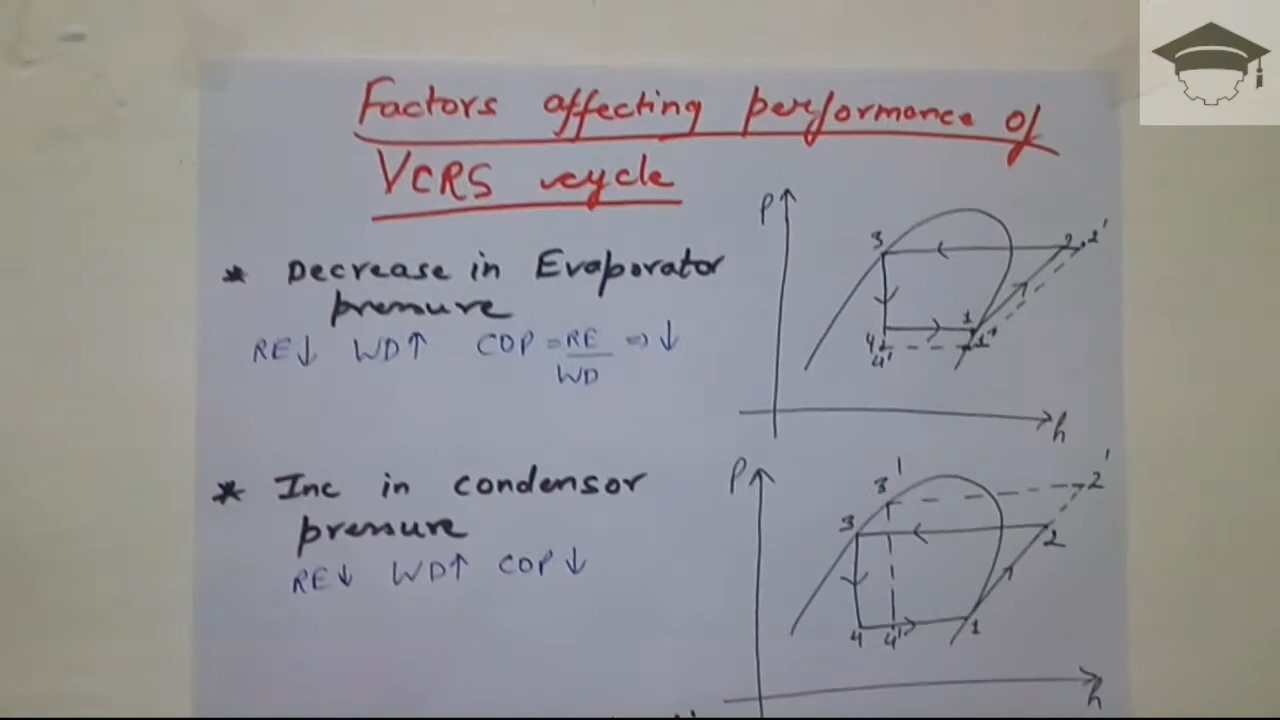 Factors affecting performance of
VCRS cycle
* Decrease in Evaporator
pressure
RE↓ WD↑ COP = RE/WD ⇒ ↓
P
3
2
2'
1
1'
4
4'
h
* Inc in condensor
pressure
RE↓ WD↑ COP↓
P
3'
2'
3
2
4
4'
1
h